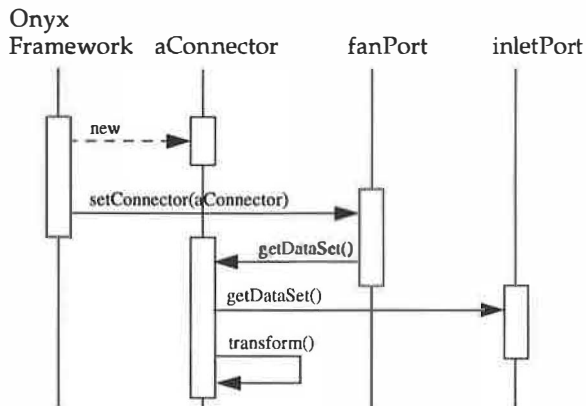 Onyx
Framework aConnector fanPort inletPort
new
setConnector(aConnector)
getDataSet()
getDataSet()
transform()